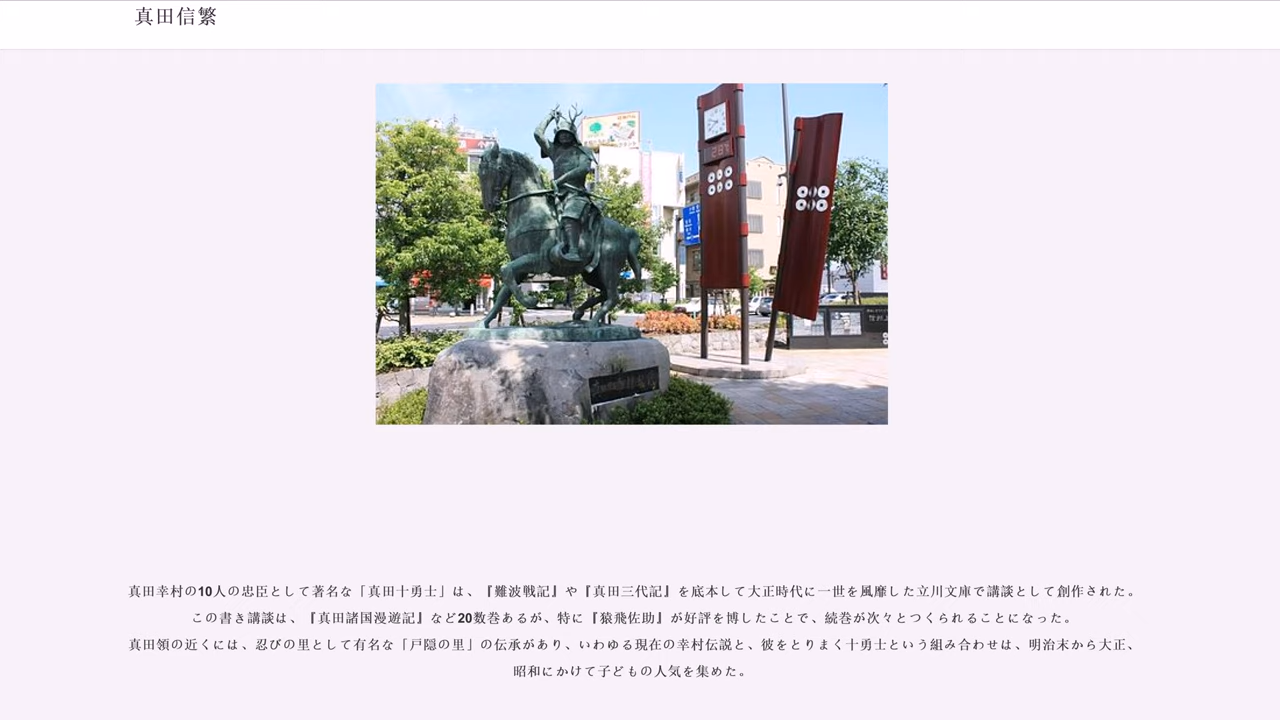 真田信繁
真田幸村の10人の忠臣として著名な「真田十勇士」は、『難波戦記』や『真田三代記』を底本して大正時代に一世を風靡した立川文庫で講談として創作された。
この書き講談は、『真田諸国漫遊記』など20数巻あるが、特に『猿飛佐助』が好評を博したことで、続巻が次々とつくられることになった。
真田領の近くには、忍びの里として有名な「戸隠の里」の伝承があり、いわゆる現在の幸村伝説と、彼をとりまく十勇士という組み合わせは、明治末から大正、
昭和にかけて子どもの人気を集めた。